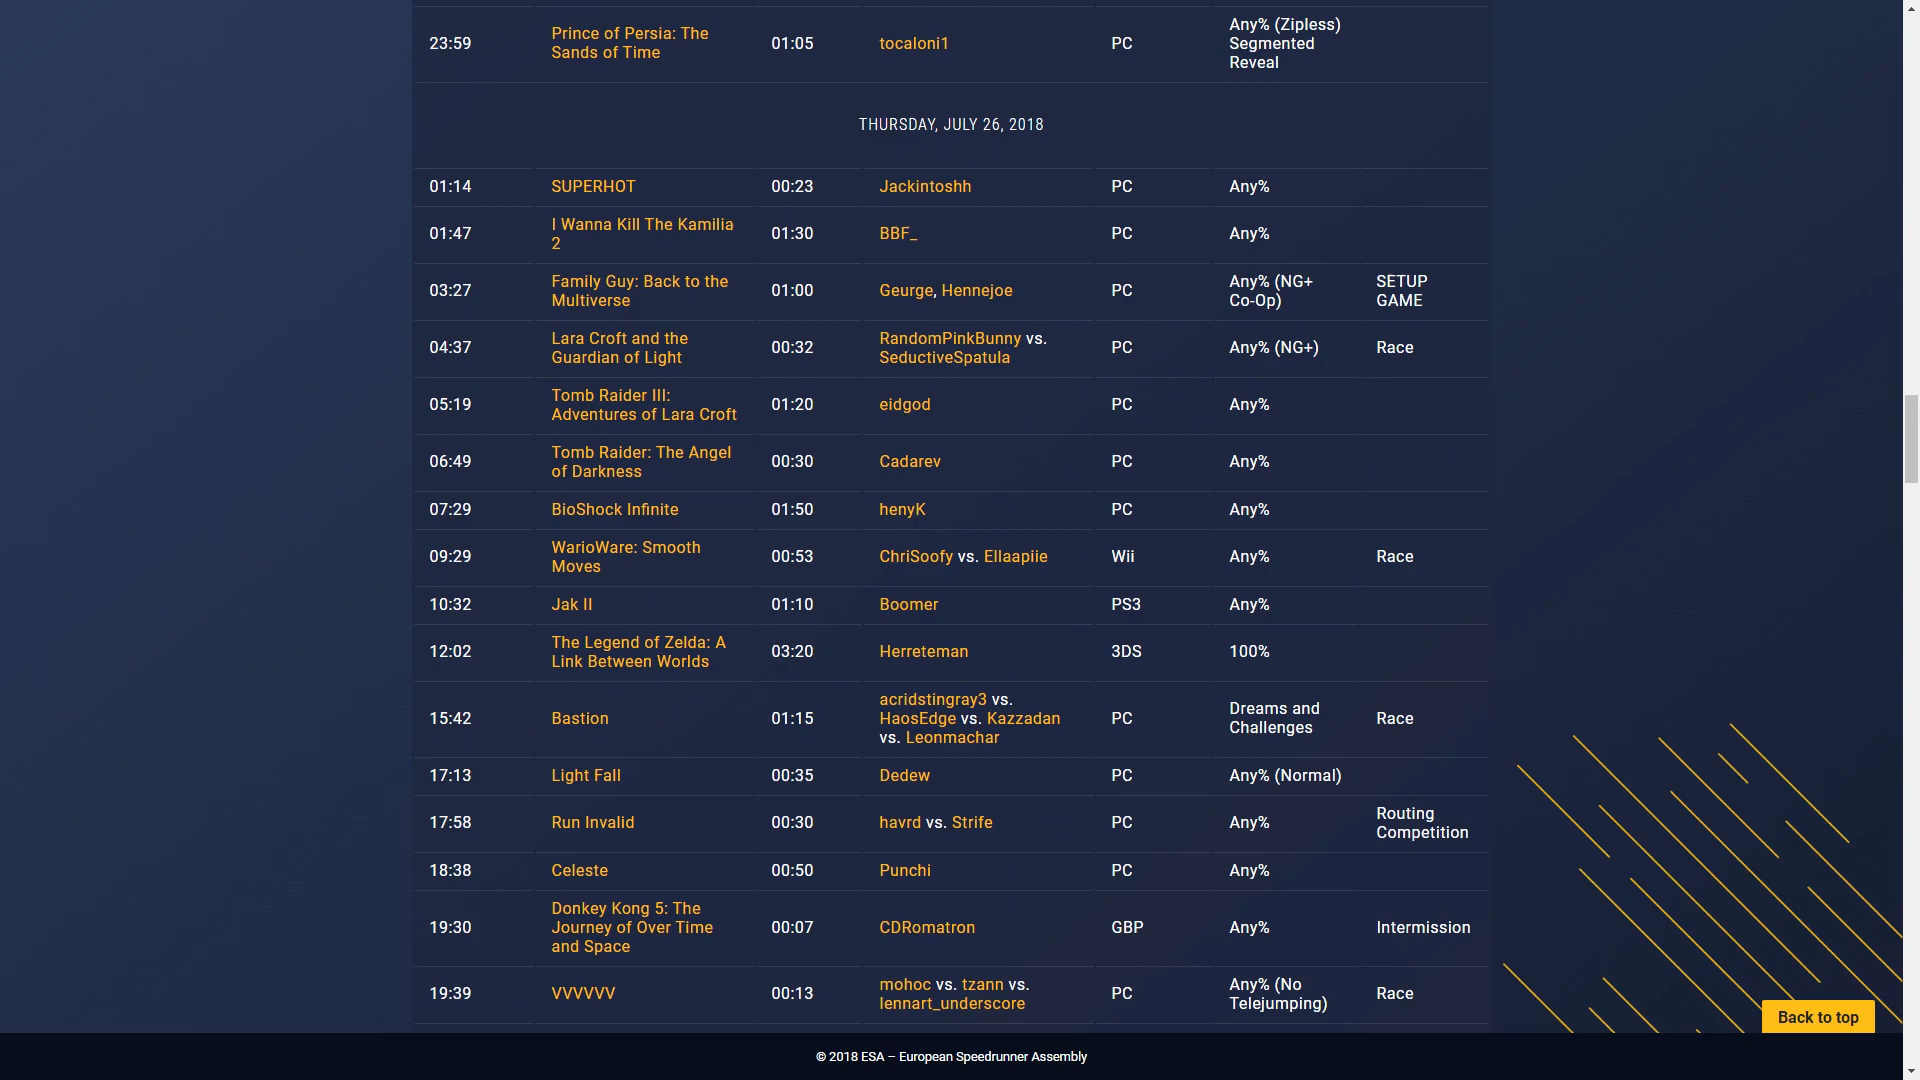 23:59 Prince of Persia: The Sands of Time 01:05 tocaloni1 PC Any% (Zipless) Segmented Reveal
THURSDAY, JULY 26, 2018
01:14 SUPERHOT 00:23 Jackintoshh PC Any%
01:47 I Wanna Kill The Kamilia 2 01:30 BBF_ PC Any%
03:27 Family Guy: Back to the Multiverse 01:00 Geurge, Hennejoe PC Any% (NG+ Co-Op) SETUP GAME
04:37 Lara Croft and the Guardian of Light 00:32 RandomPinkBunny vs. SeductiveSpatula PC Any% (NG+) Race
05:19 Tomb Raider III: Adventures of Lara Croft 01:20 eidgod PC Any%
06:49 Tomb Raider: The Angel of Darkness 00:30 Cadarev PC Any%
07:29 BioShock Infinite 01:50 henyK PC Any%
09:29 WarioWare: Smooth Moves 00:53 ChriSoofy vs. Ellaapiie Wii Any% Race
10:32 Jak II 01:10 Boomer PS3 Any%
12:02 The Legend of Zelda: A Link Between Worlds 03:20 Herreteman 3DS 100%
15:42 Bastion 01:15 acridstingray3 vs. HaosEdge vs. Kazzadan vs. Leonmachar PC Dreams and Challenges Race
17:13 Light Fall 00:35 Dedew PC Any% (Normal)
17:58 Run Invalid 00:30 havrd vs. Strife PC Any% Routing Competition
18:38 Celeste 00:50 Punchi PC Any%
19:30 Donkey Kong 5: The Journey of Over Time and Space 00:07 CDRomatron GBP Any% Intermission
19:39 VVVVVV 00:13 mohoc vs. tzann vs. lennart_underscore PC Any% (No Telejumping) Race
Back to top
© 2018 ESA – European Speedrunner Assembly